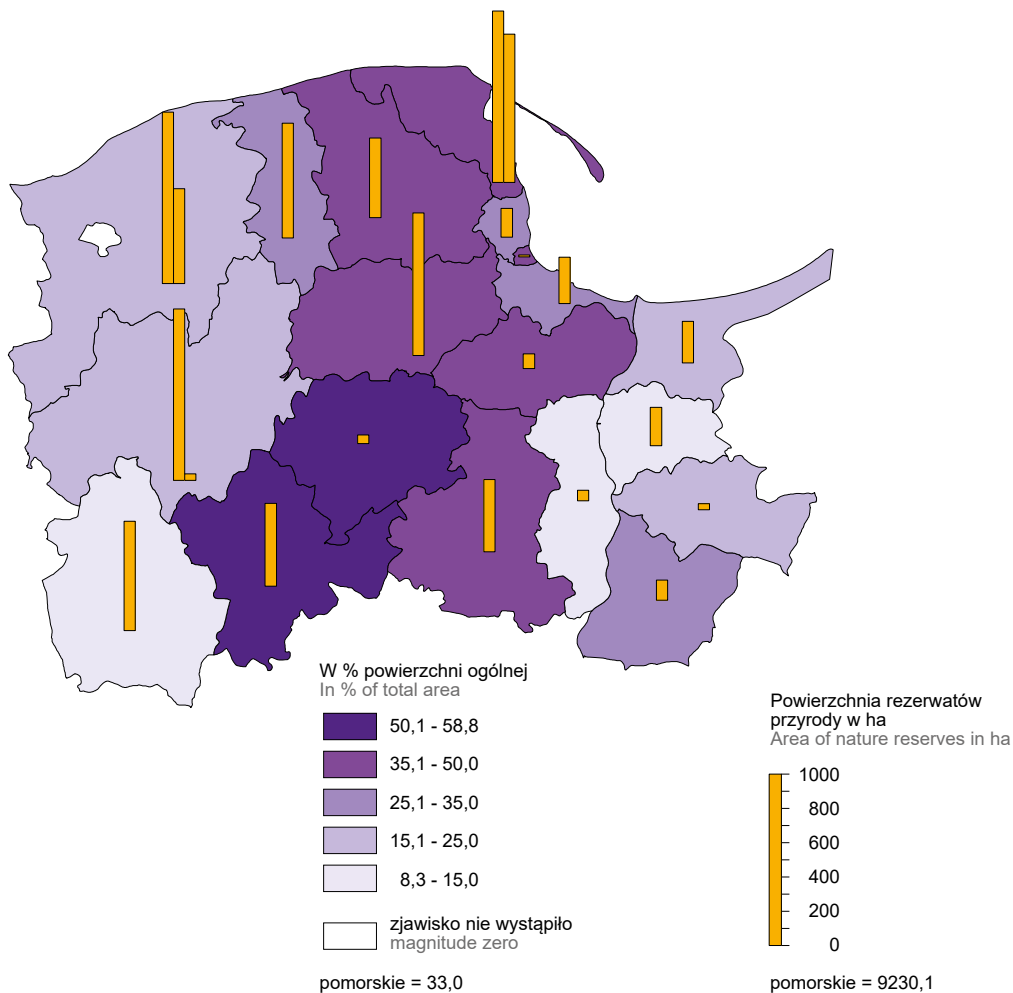 W % powierzchni ogólnej
In % of total area
50,1 - 58,8
35,1 - 50,0
25,1 - 35,0
15,1 - 25,0
8,3 - 15,0
zjawisko nie wystąpiło
magnitude zero
pomorskie = 33,0
Powierzchnia rezerwatów
przyrody w ha
Area of nature reserves in ha
1000
800
600
400
200
0
pomorskie = 9230,1